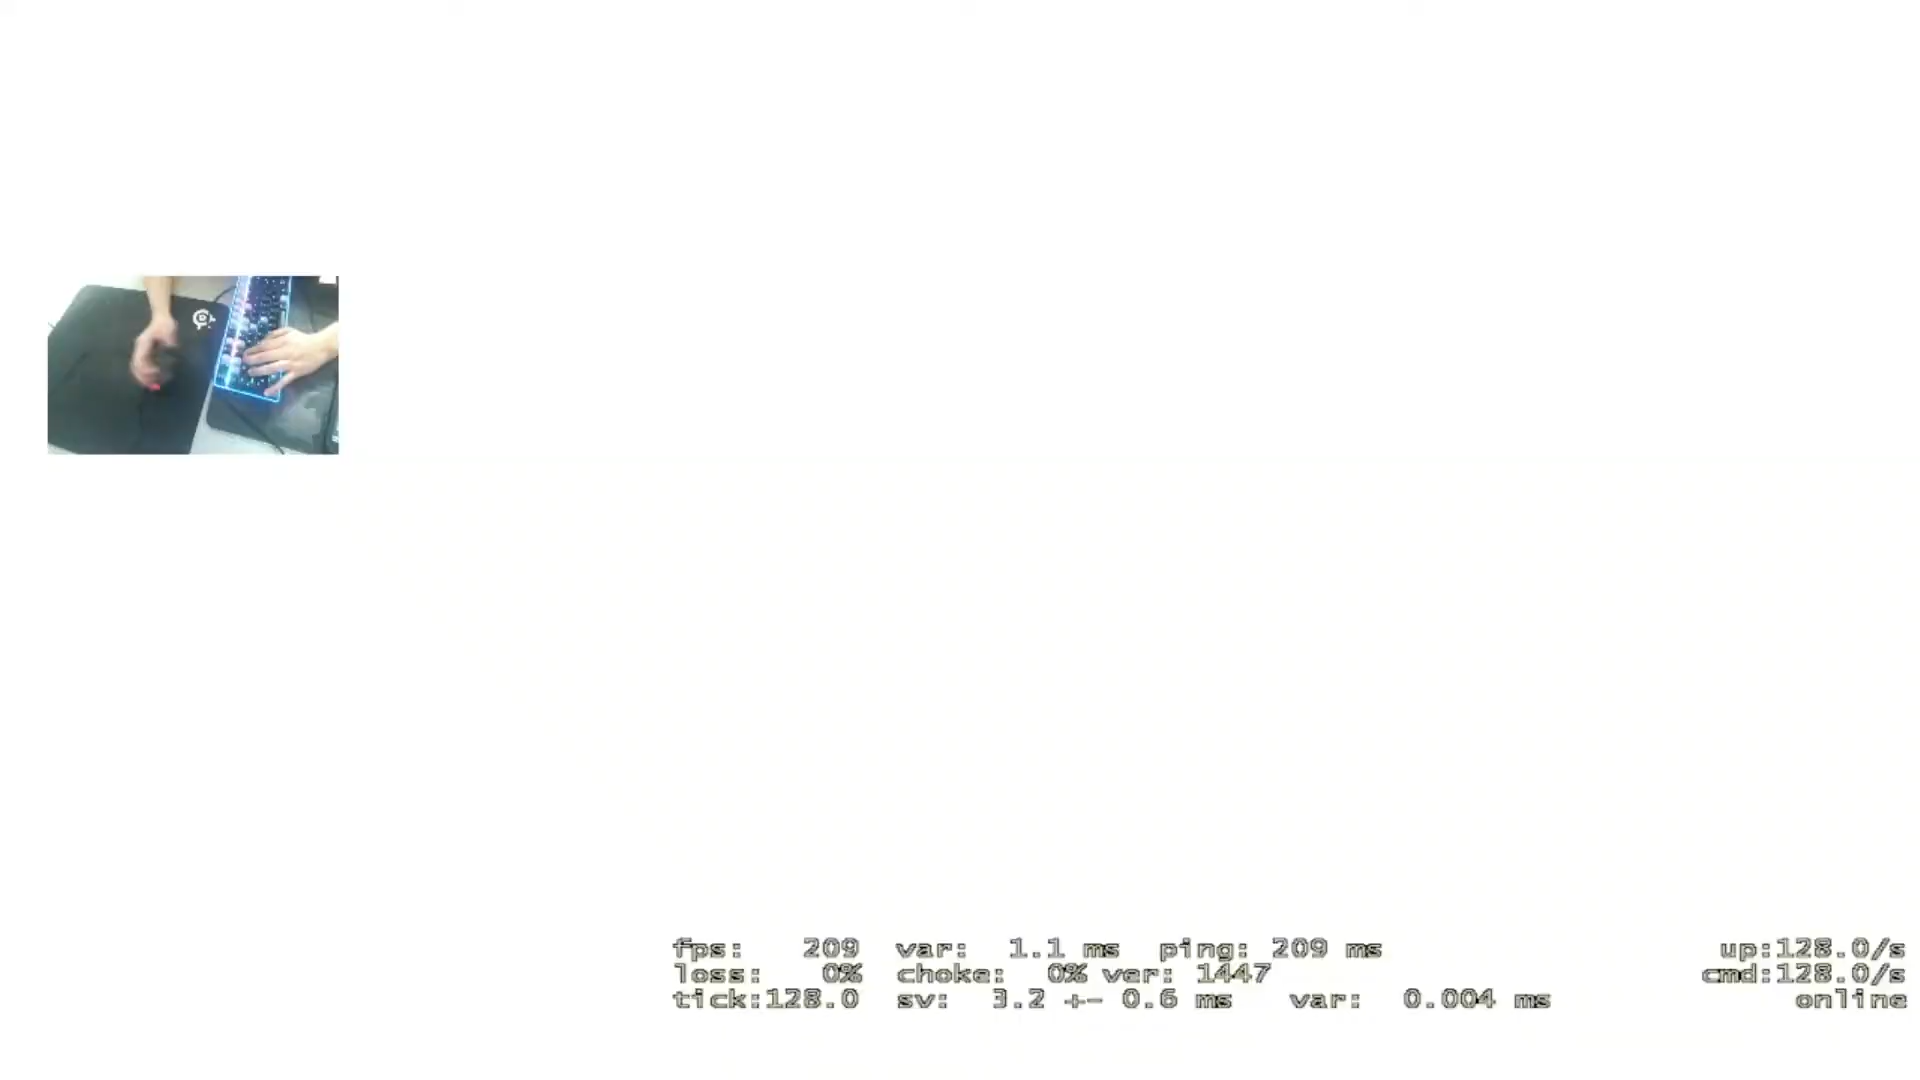 fps: 209 var: 1.1 ms ping: 209 ms up:128.0/s
loss: 0% choke: 0% ver: 1447 cmd:128.0/s
tick:128.0 sv: 3.2 +- 0.6 ms var: 0.004 ms online